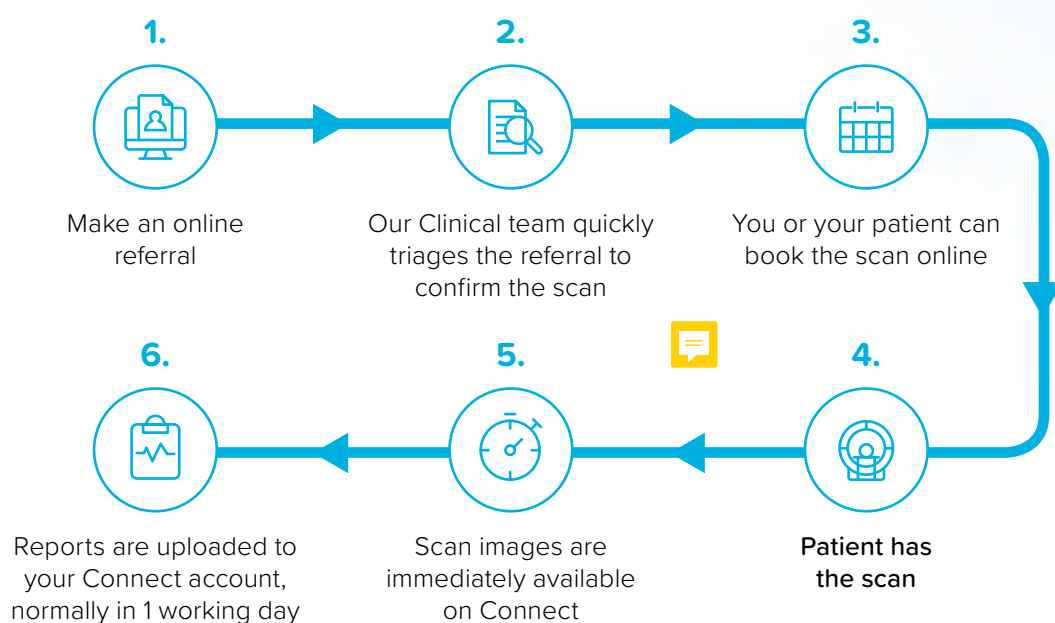 1.
Make an online
referral
2.
Our Clinical team quickly
triages the referral to
confirm the scan
3.
You or your patient can
book the scan online
4.
Patient has
the scan
5.
Scan images are
immediately available
on Connect
6.
Reports are uploaded to
your Connect account,
normally in 1 working day